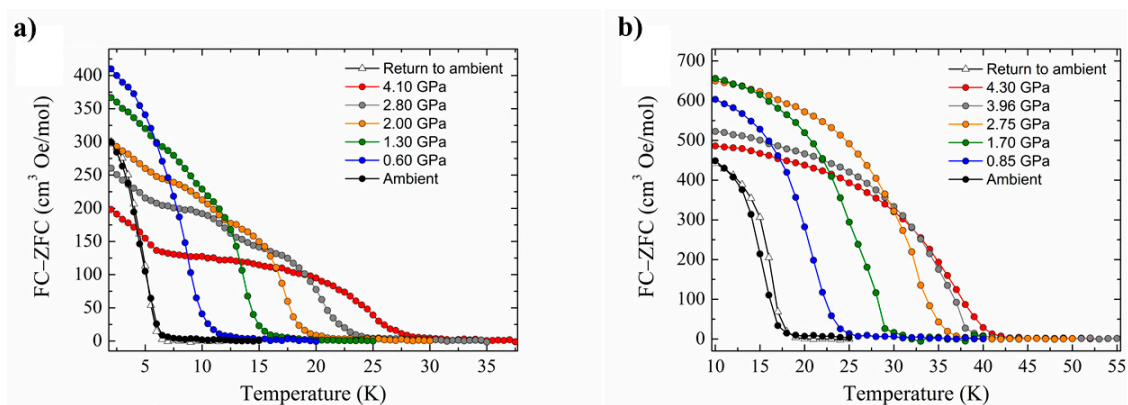 a)
FC–ZFC (cm³ Oe/mol)
400
350
300
250
200
150
100
50
0
5 10 15 20 25 30 35
Temperature (K)
Return to ambient
4.10 GPa
2.80 GPa
2.00 GPa
1.30 GPa
0.60 GPa
Ambient
b)
FC–ZFC (cm³ Oe/mol)
700
600
500
400
300
200
100
0
10 15 20 25 30 35 40 45 50 55
Temperature (K)
Return to ambient
4.30 GPa
3.96 GPa
2.75 GPa
1.70 GPa
0.85 GPa
Ambient